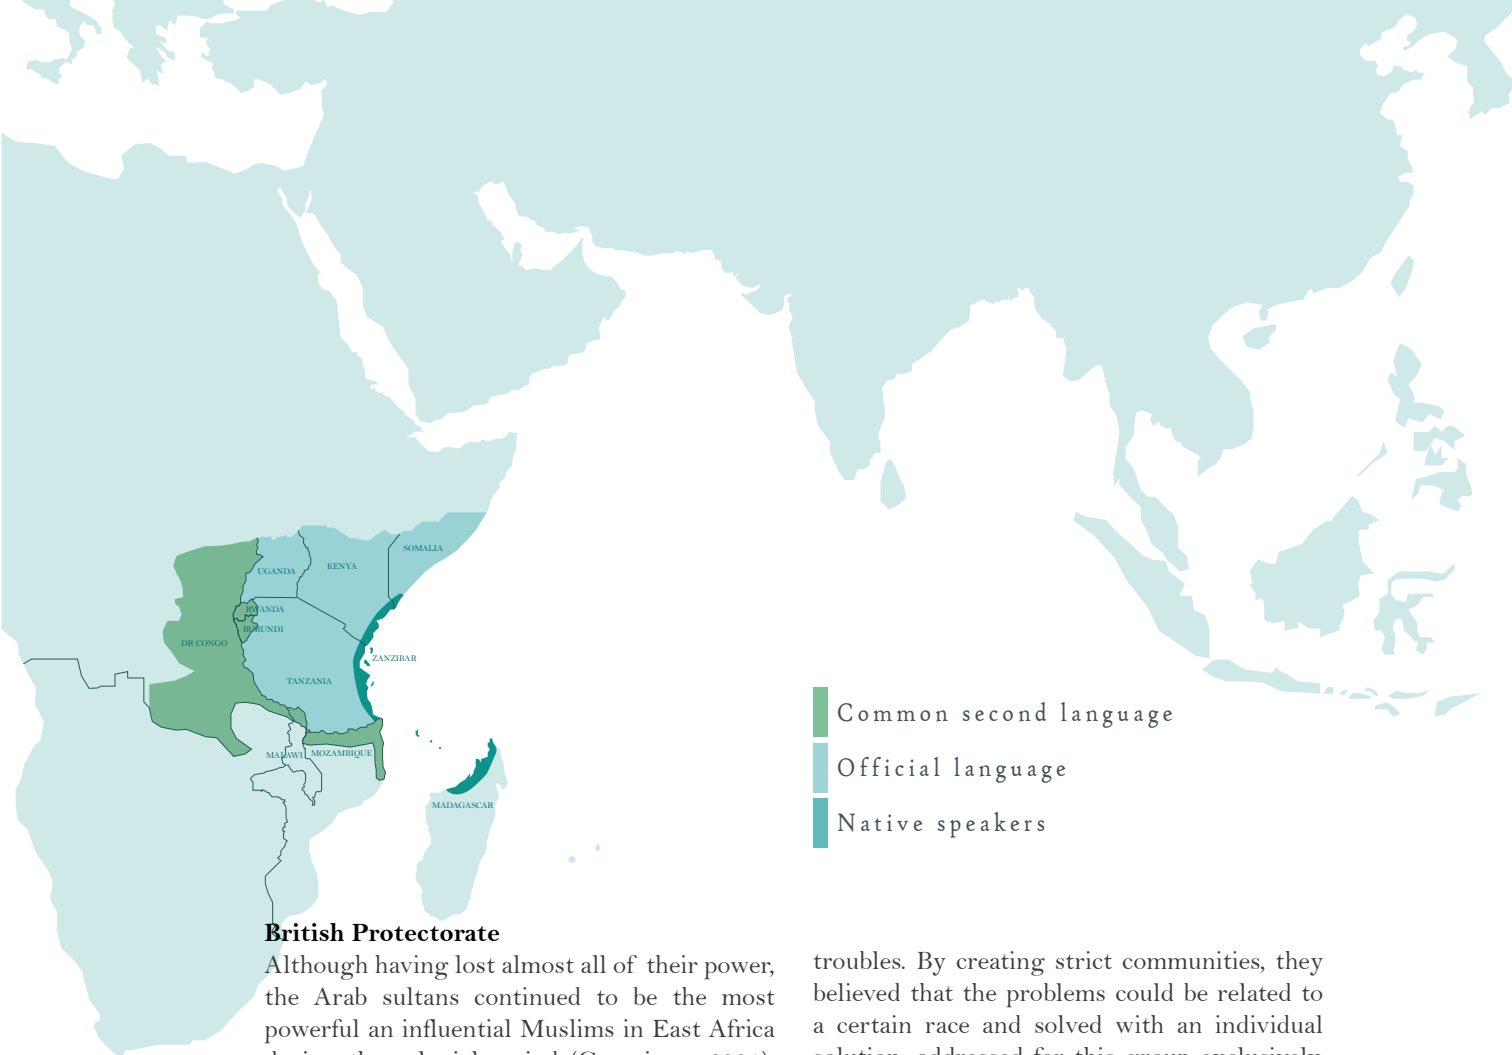 SOMALIA
UGANDA
KENYA
RWANDA
BURUNDI
DR CONGO
ZANZIBAR
TANZANIA
MALAWI
MOZAMBIQUE
MADAGASCAR
Common second language
Official language
Native speakers
British Protectorate
Although having lost almost all of their power,
the Arab sultans continued to be the most
powerful an influential Muslims in East Africa
troubles. By creating strict communities, they
believed that the problems could be related to
a certain race and solved with an individual